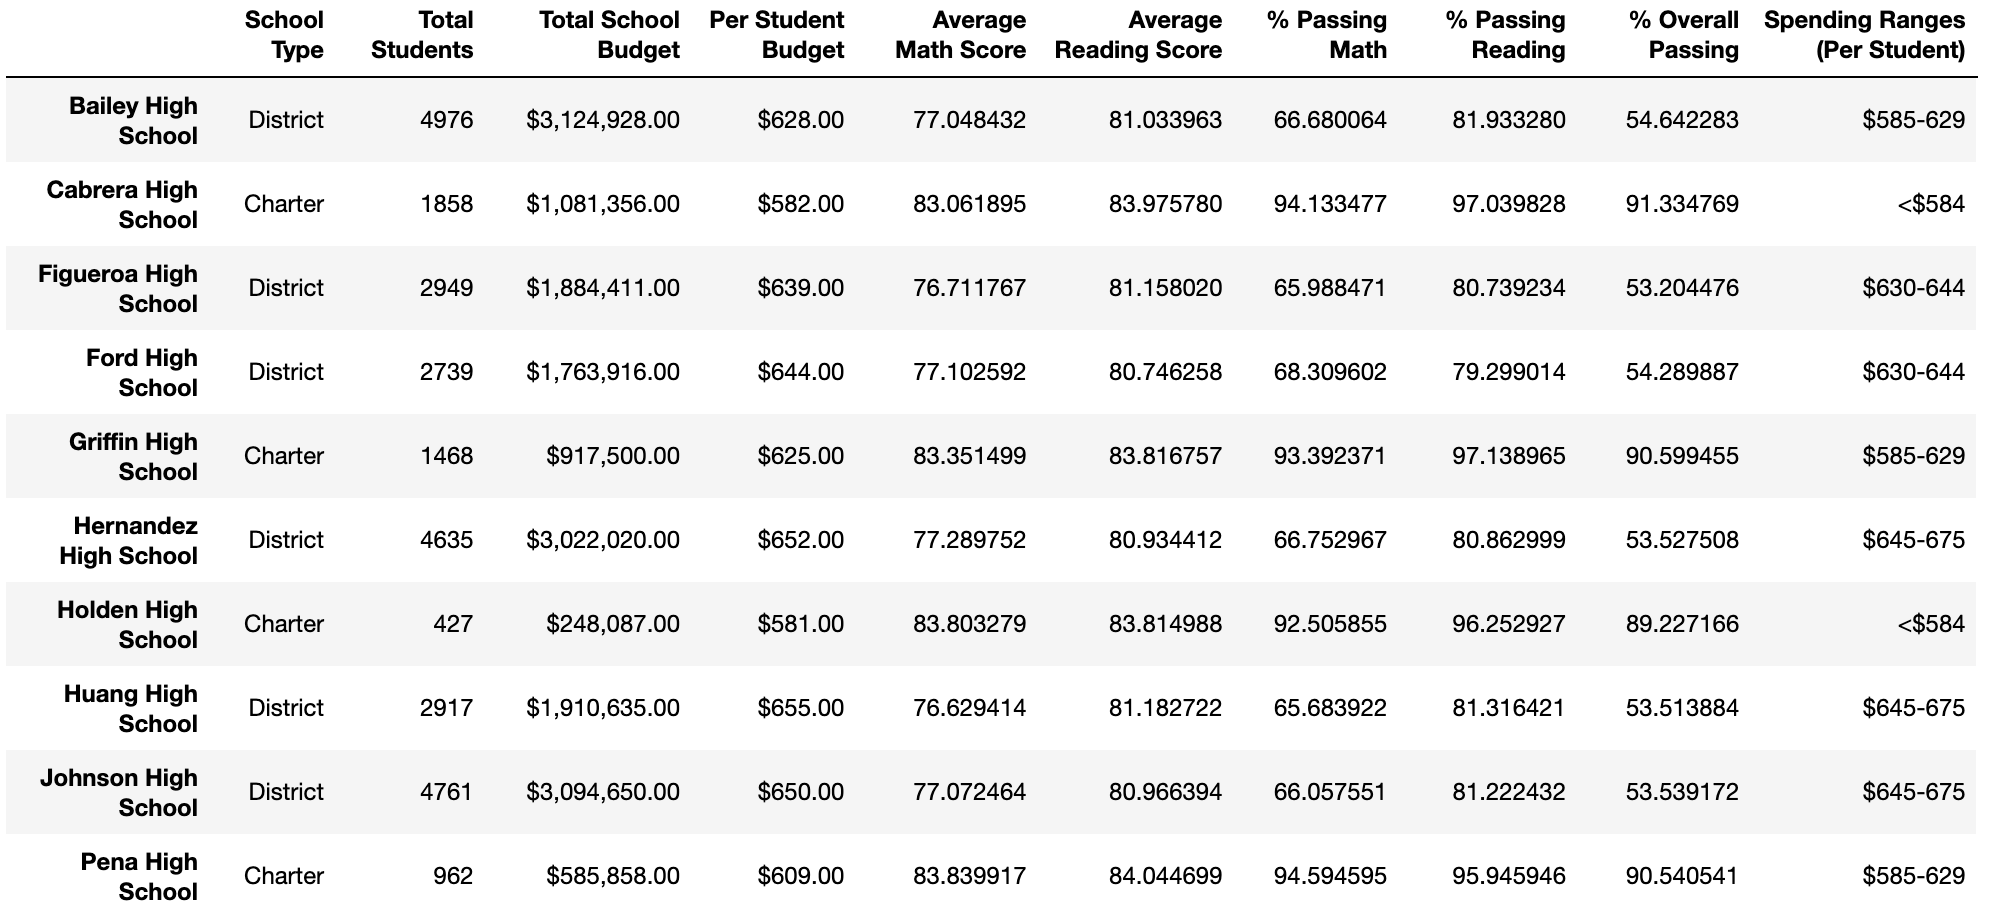 School Type Total Students Total School Budget Per Student Budget Average Math Score Average Reading Score % Passing Math % Passing Reading % Overall Passing Spending Ranges (Per Student)
Bailey High School District 4976 $3,124,928.00 $628.00 77.048432 81.033963 66.680064 81.933280 54.642283 $585-629
Cabrera High School Charter 1858 $1,081,356.00 $582.00 83.061895 83.975780 94.133477 97.039828 91.334769 <$584
Figueroa High School District 2949 $1,884,411.00 $639.00 76.711767 81.158020 65.988471 80.739234 53.204476 $630-644
Ford High School District 2739 $1,763,916.00 $644.00 77.102592 80.746258 68.309602 79.299014 54.289887 $630-644
Griffin High School Charter 1468 $917,500.00 $625.00 83.351499 83.816757 93.392371 97.138965 90.599455 $585-629
Hernandez High School District 4635 $3,022,020.00 $652.00 77.289752 80.934412 66.752967 80.862999 53.527508 $645-675
Holden High School Charter 427 $248,087.00 $581.00 83.803279 83.814988 92.505855 96.252927 89.227166 <$584
Huang High School District 2917 $1,910,635.00 $655.00 76.629414 81.182722 65.683922 81.316421 53.513884 $645-675
Johnson High School District 4761 $3,094,650.00 $650.00 77.072464 80.966394 66.057551 81.222432 53.539172 $645-675
Pena High School Charter 962 $585,858.00 $609.00 83.839917 84.044699 94.594595 95.945946 90.540541 $585-629